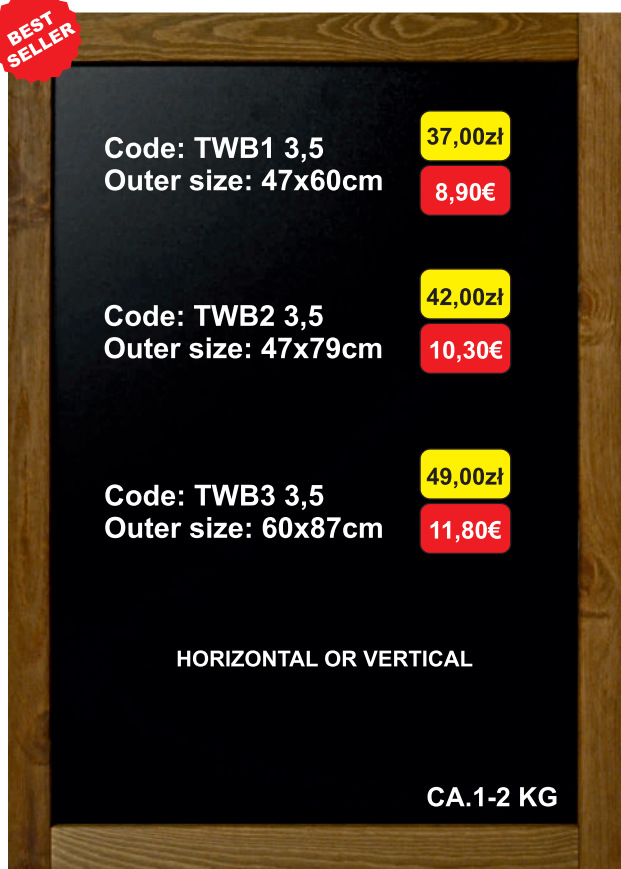 BEST
SELLER
Code: TWB1 3,5
Outer size: 47x60cm
37,00zł
8,90€
Code: TWB2 3,5
Outer size: 47x79cm
42,00zł
10,30€
Code: TWB3 3,5
Outer size: 60x87cm
49,00zł
11,80€
HORIZONTAL OR VERTICAL
CA.1-2 KG